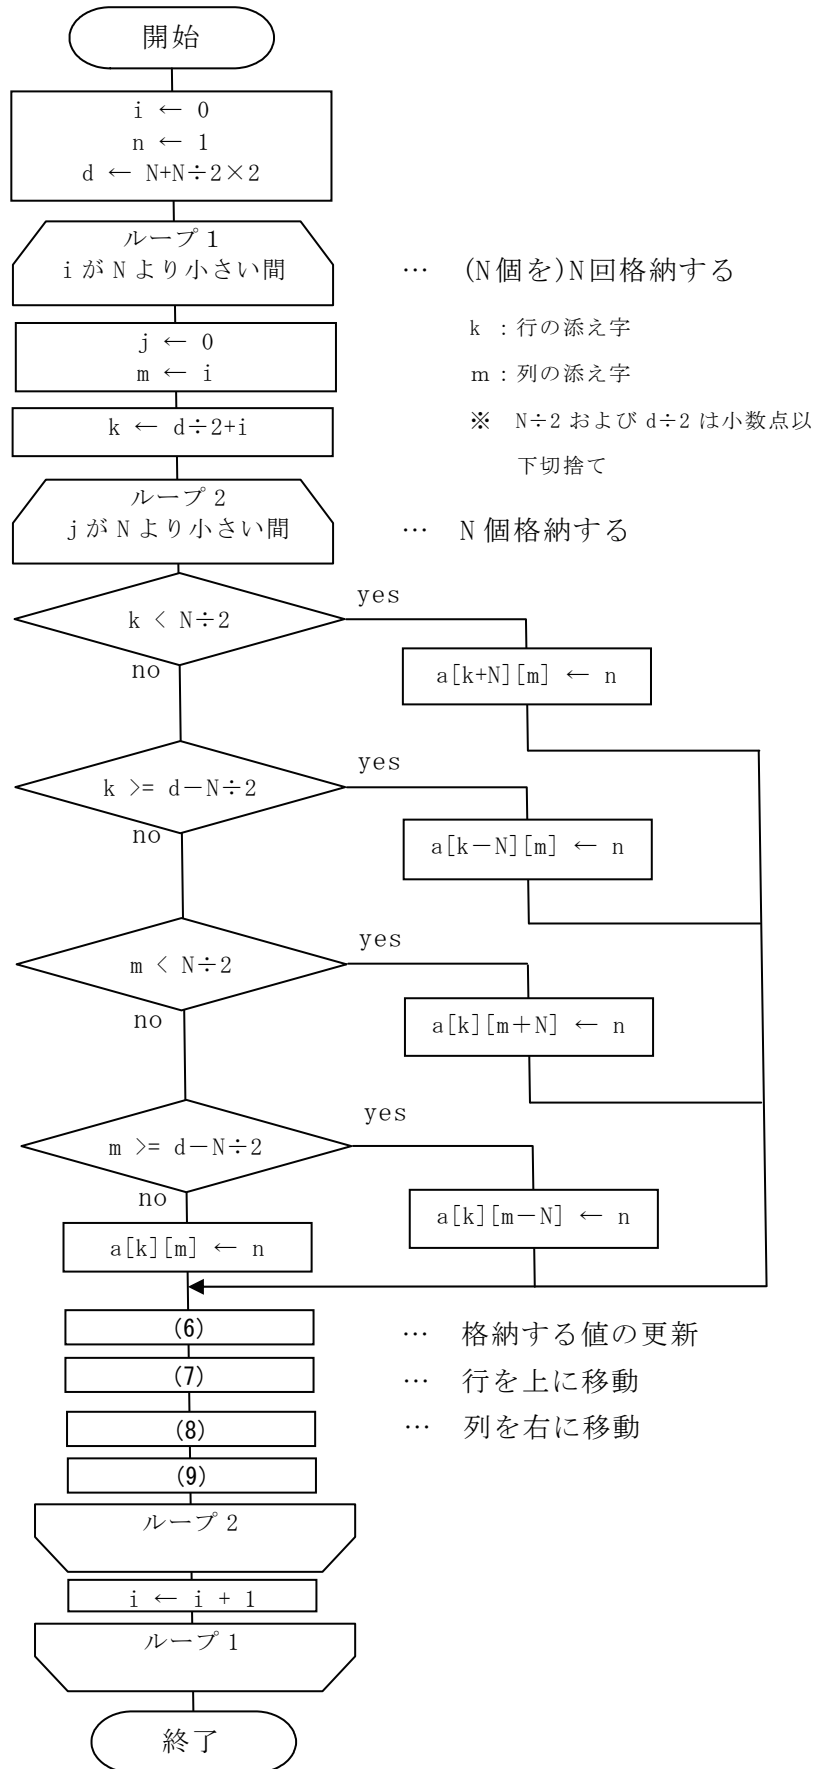 開始
i ← 0
n ← 1
d ← N+N÷2×2
ループ1
i が N より小さい間
… (N個を)N回格納する
k ：行の添え字
j ← 0
m ← i
m：列の添え字
k ← d÷2+i
※ N÷2 および d÷2 は小数点以
下切捨て
ループ2
j が N より小さい間
… N 個格納する
k < N÷2
yes
no
a[k+N][m] ← n
k >= d－N÷2
yes
no
a[k－N][m] ← n
m < N÷2
yes
no
a[k][m＋N] ← n
m >= d－N÷2
yes
no
a[k][m－N] ← n
a[k][m] ← n
(6)
… 格納する値の更新
(7)
… 行を上に移動
(8)
… 列を右に移動
(9)
ループ2
i ← i + 1
ループ1
終了